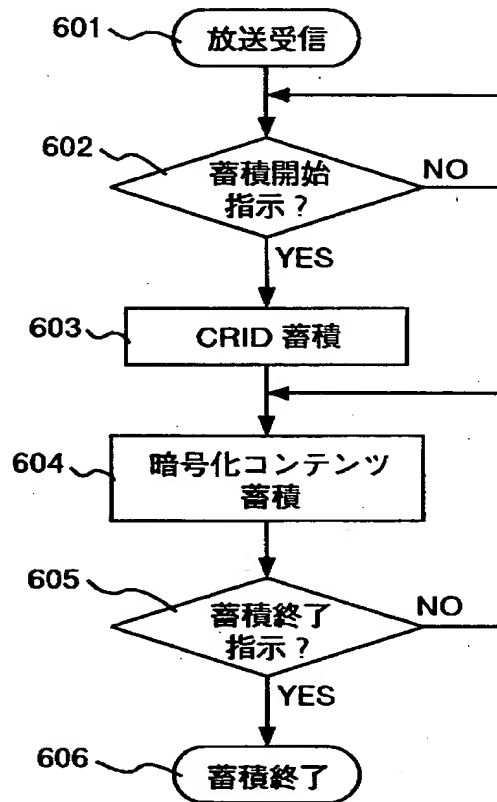 601
放送受信
602
蓄積開始
指示？
NO
YES
603
CRID 蓄積
604
暗号化コンテンツ
蓄積
605
蓄積終了
指示？
NO
YES
606
蓄積終了